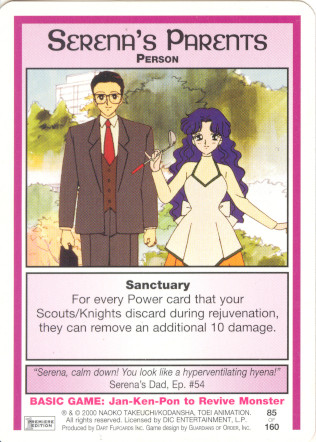 SERENA'S PARENTS
PERSON
Sanctuary
For every Power card that your
Scouts/Knights discard during rejuvenation,
they can remove an additional 10 damage.
"Serena, calm down! You look like a hyperventilating hyena!"
Serena's Dad, Ep. #54
BASIC GAME: Jan-Ken-Pon to Revive Monster
PREMIERE
EDITION
® & © 2000 NAOKO TAKEUCHI/KODANSHA, TOEI ANIMATION.
All rights reserved. Licensed by DIC ENTERTAINMENT, L.P.
PRODUCED BY DART FLIPCARDS INC. Game design by GUARDIANS OF ORDER, INC.
85
OF
160